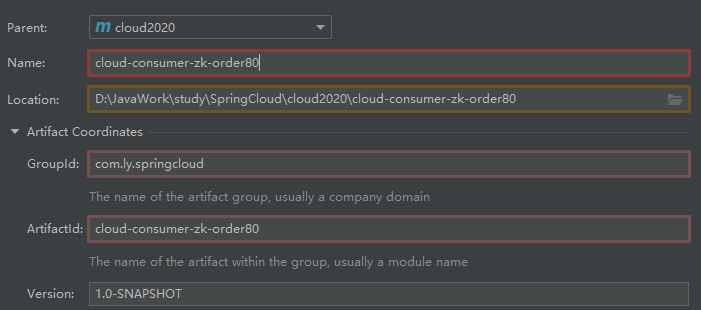 Parent: m cloud2020
Name: cloud-consumer-zk-order80
Location: D:\JavaWork\study\SpringCloud\cloud2020\cloud-consumer-zk-order80
Artifact Coordinates
GroupId: com.ly.springcloud
The name of the artifact group, usually a company domain
ArtifactId: cloud-consumer-zk-order80
The name of the artifact within the group, usually a module name
Version: 1.0-SNAPSHOT